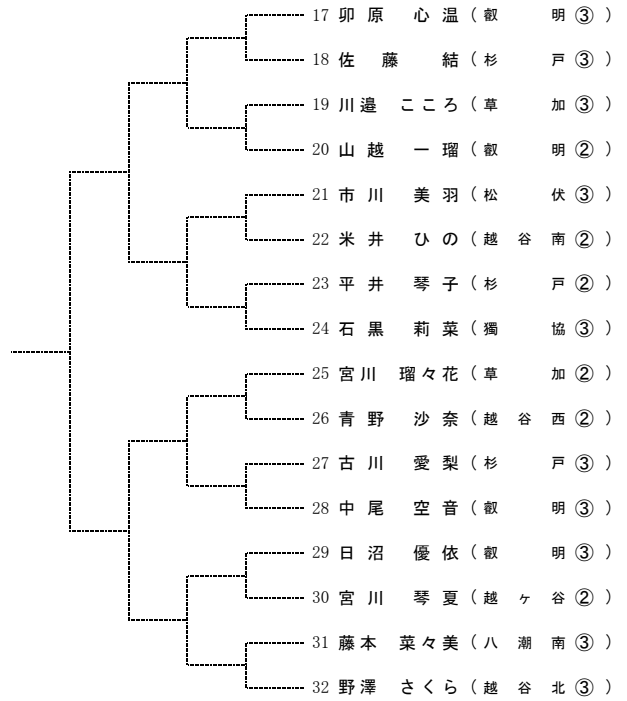 17 卯原 心温 (叡明③)
18 佐藤 結 (杉戸③)
19 川邉 こころ (草加③)
20 山越 一瑠 (叡明②)
21 市川 美羽 (松伏③)
22 米井 ひの (越谷南②)
23 平井 琴子 (杉戸②)
24 石黒 莉菜 (獨協③)
25 宮川 瑠々花 (草加②)
26 青野 沙奈 (越谷西②)
27 古川 愛梨 (杉戸③)
28 中尾 空音 (叡明③)
29 日沼 優依 (叡明③)
30 宮川 琴夏 (越ヶ谷②)
31 藤本 菜々美 (八潮南③)
32 野澤 さくら (越谷北③)